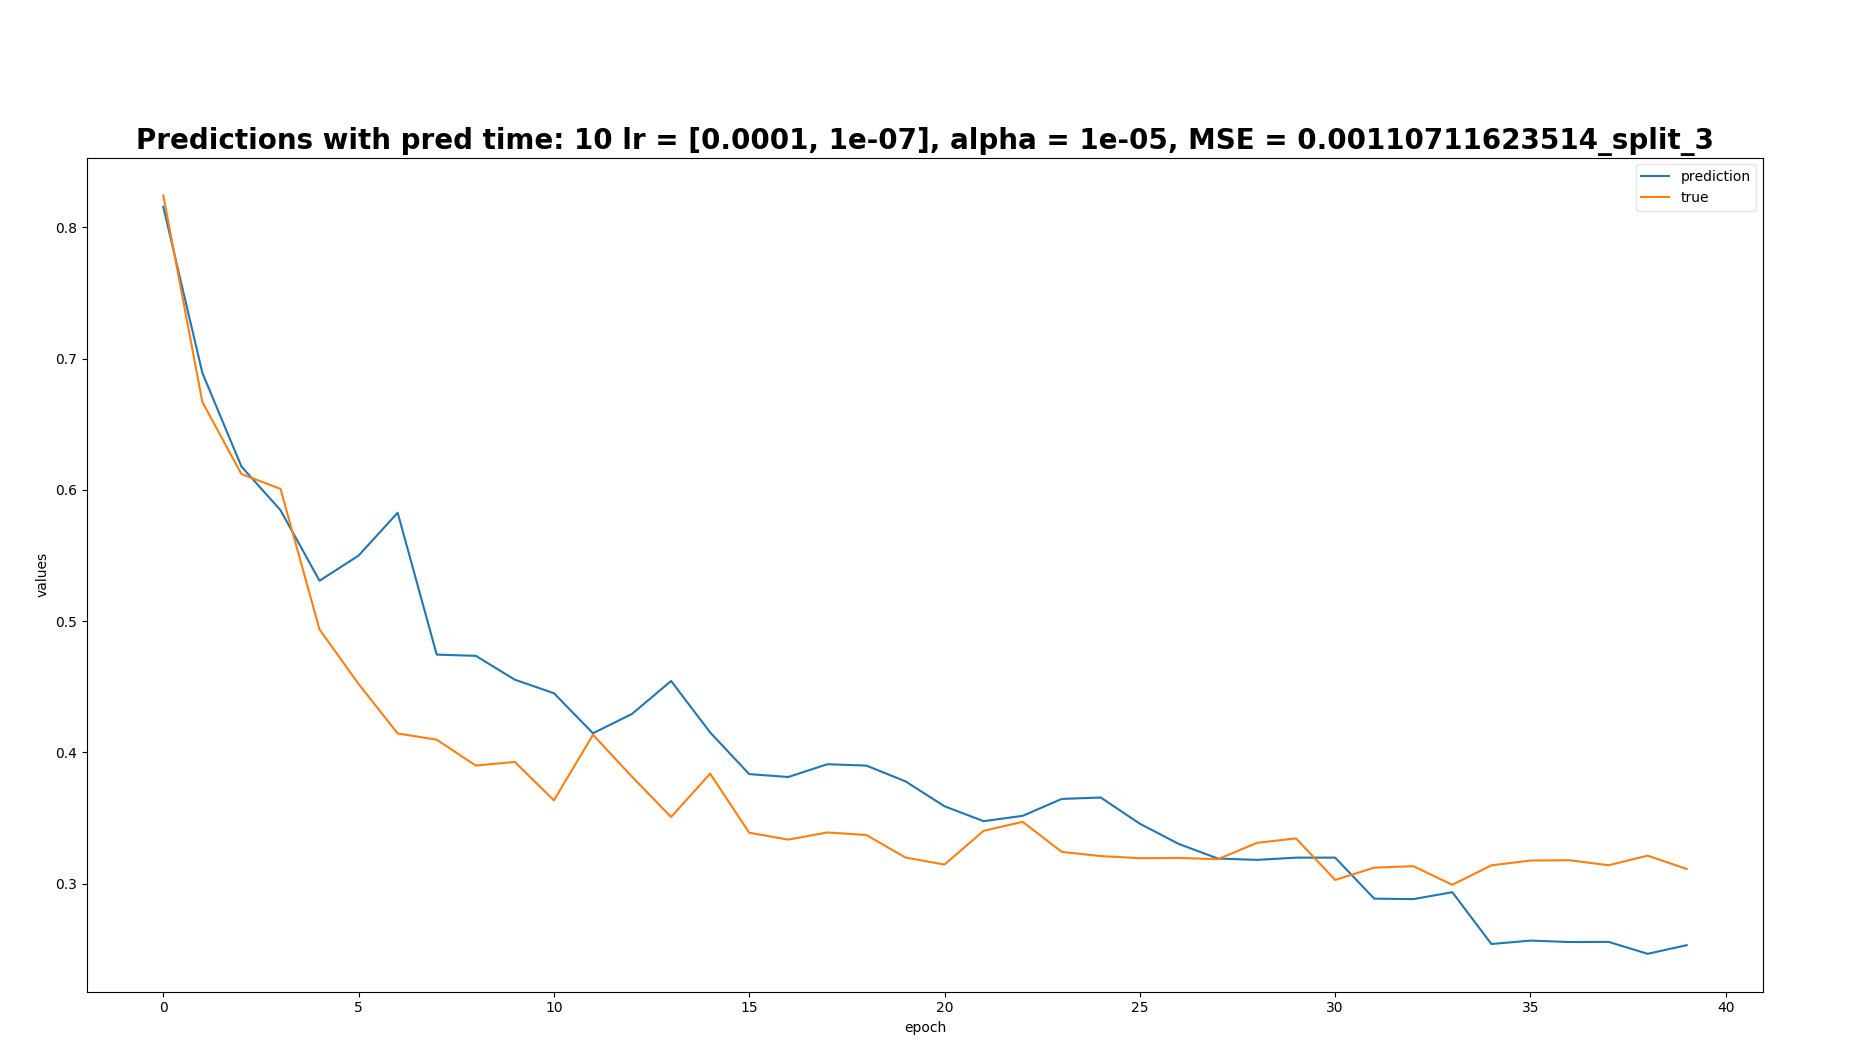 Predictions with pred time: 10 lr = [0.0001, 1e-07], alpha = 1e-05, MSE = 0.00110711623514_split_3
prediction
true
0.8
0.7
0.6
0.5
0.4
0.3
values
0 5 10 15 20 25 30 35 40
epoch